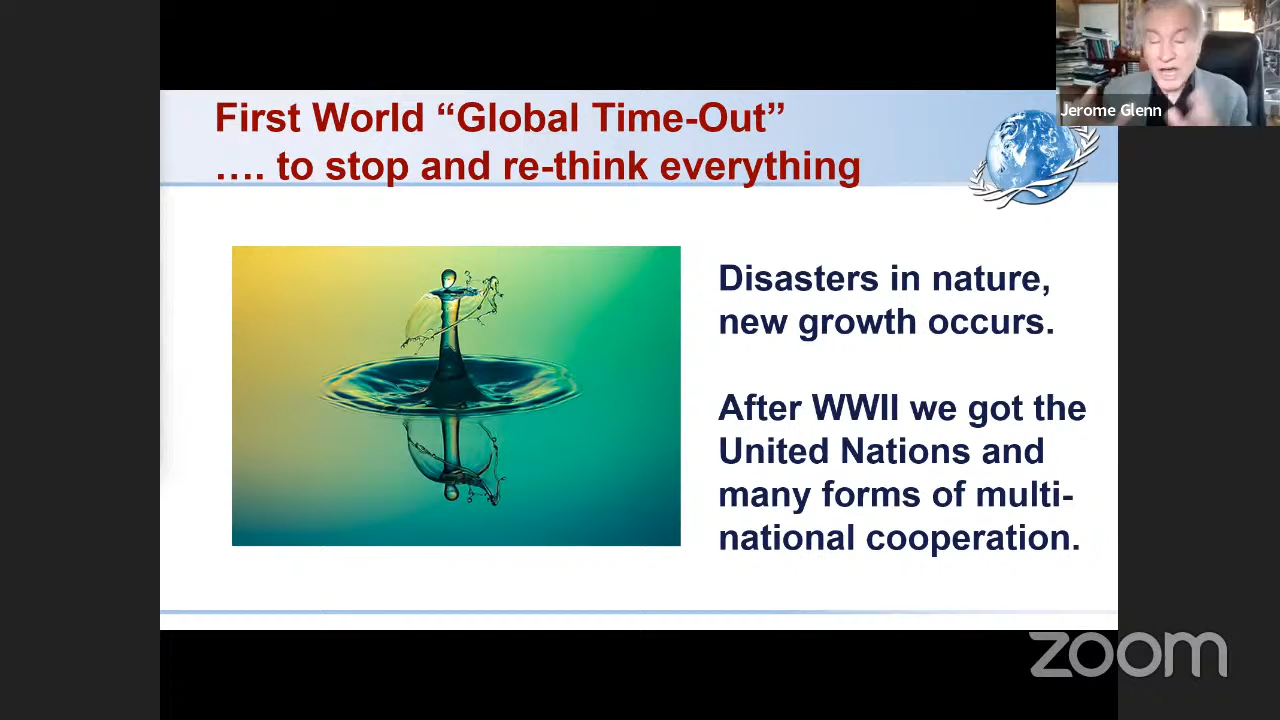 First World “Global Time-Out”
…. to stop and re-think everything
Jerome Glenn
Disasters in nature,
new growth occurs.
After WWII we got the
United Nations and
many forms of multi-
national cooperation.
zoom